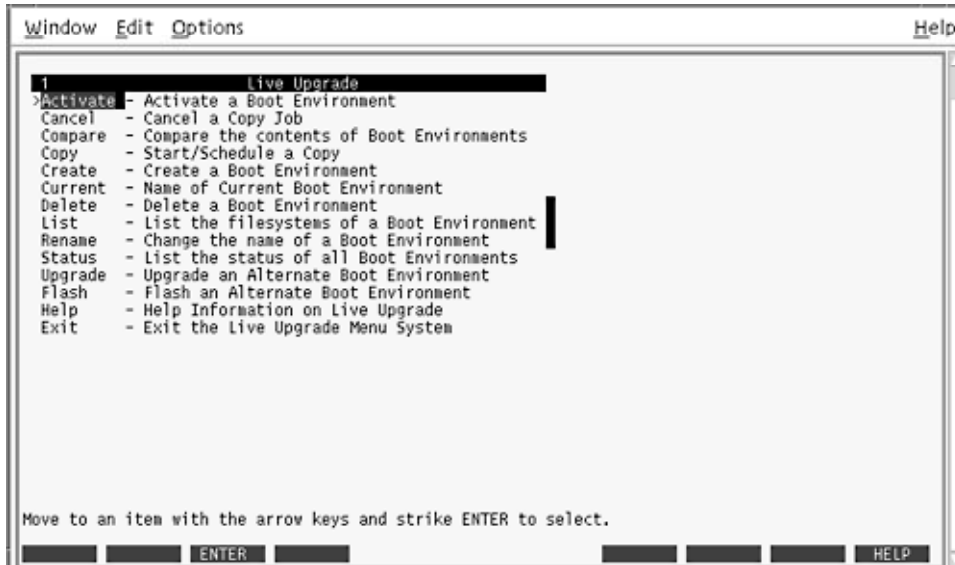 Window Edit Options Help
1 Live Upgrade
>Activate - Activate a Boot Environment
Cancel - Cancel a Copy Job
Compare - Compare the contents of Boot Environments
Copy - Start/Schedule a Copy
Create - Create a Boot Environment
Current - Name of Current Boot Environment
Delete - Delete a Boot Environment
List - List the filesystems of a Boot Environment
Rename - Change the name of a Boot Environment
Status - List the status of all Boot Environments
Upgrade - Upgrade an Alternate Boot Environment
Flash - Flash an Alternate Boot Environment
Help - Help Information on Live Upgrade
Exit - Exit the Live Upgrade Menu System
Move to an item with the arrow keys and strike ENTER to select.
ENTER HELP